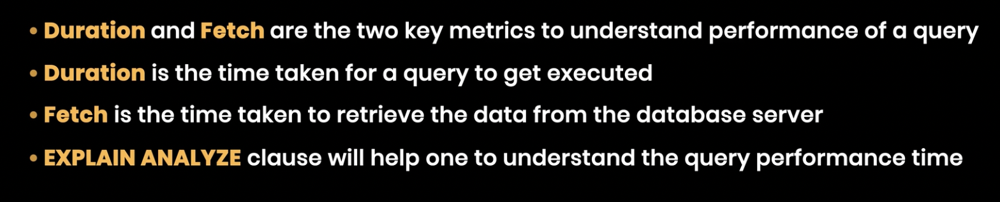 • Duration and Fetch are the two key metrics to understand performance of a query
• Duration is the time taken for a query to get executed
• Fetch is the time taken to retrieve the data from the database server
• EXPLAIN ANALYZE clause will help one to understand the query performance time